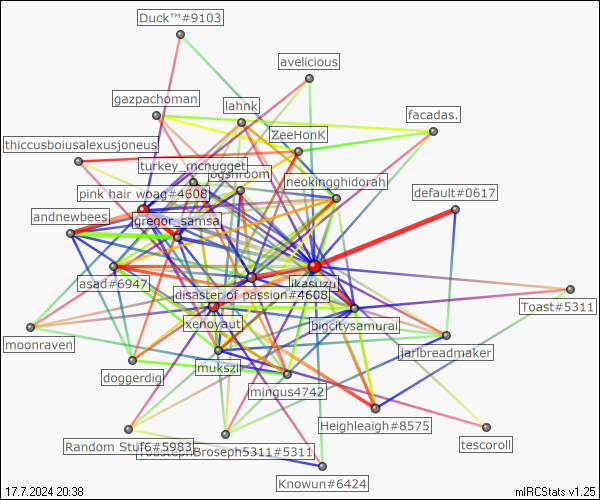 Duck™#9103
avelicious
gazpachoman
lahnk
facadas.
ZeeHonK
thiccusboiusalexusjoneus
turkey_mcnugget
pgshroom
neokingghidorah
pink hair woag#4608
default#0617
andnewbees
gregor_samsa
asad#6947
ikasuzu
disaster of passion#4608
Toast#5311
xenoyaut
bigcitysamurai
moonraven
jarlbreadmaker
mukszi
doggerdig
mingus4742
Heighleaigh#8575
Random Stuf6#5983
Broseph5311#5311
tescoroll
Knowun#6424
17.7.2024 20:38
mIRCStats v1.25